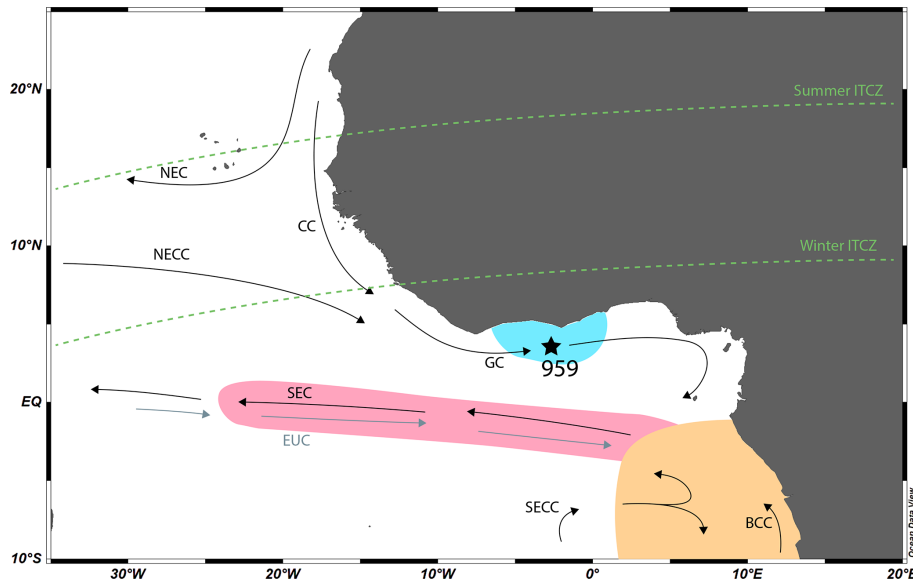 20°N
Summer ITCZ
NEC
CC
10°N
NECC
Winter ITCZ
GC
959
EQ
SEC
EUC
SECC
BCC
10°S
30°W
20°W
10°W
0°
10°E
20°E
Ocean Data View